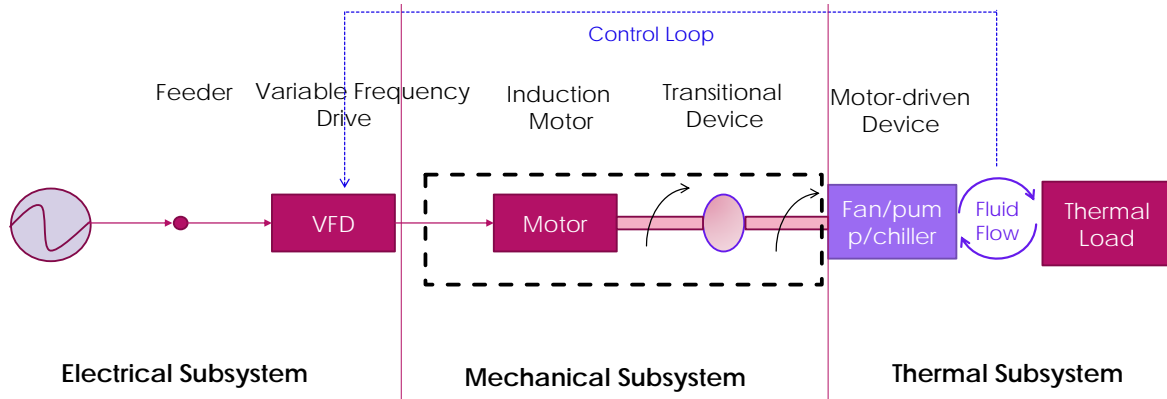 Control Loop
Feeder
Variable Frequency
Drive
Induction
Motor
Transitional
Device
Motor-driven
Device
VFD
Motor
Fan/pum
p/chiller
Fluid
Flow
Thermal
Load
Electrical Subsystem
Mechanical Subsystem
Thermal Subsystem